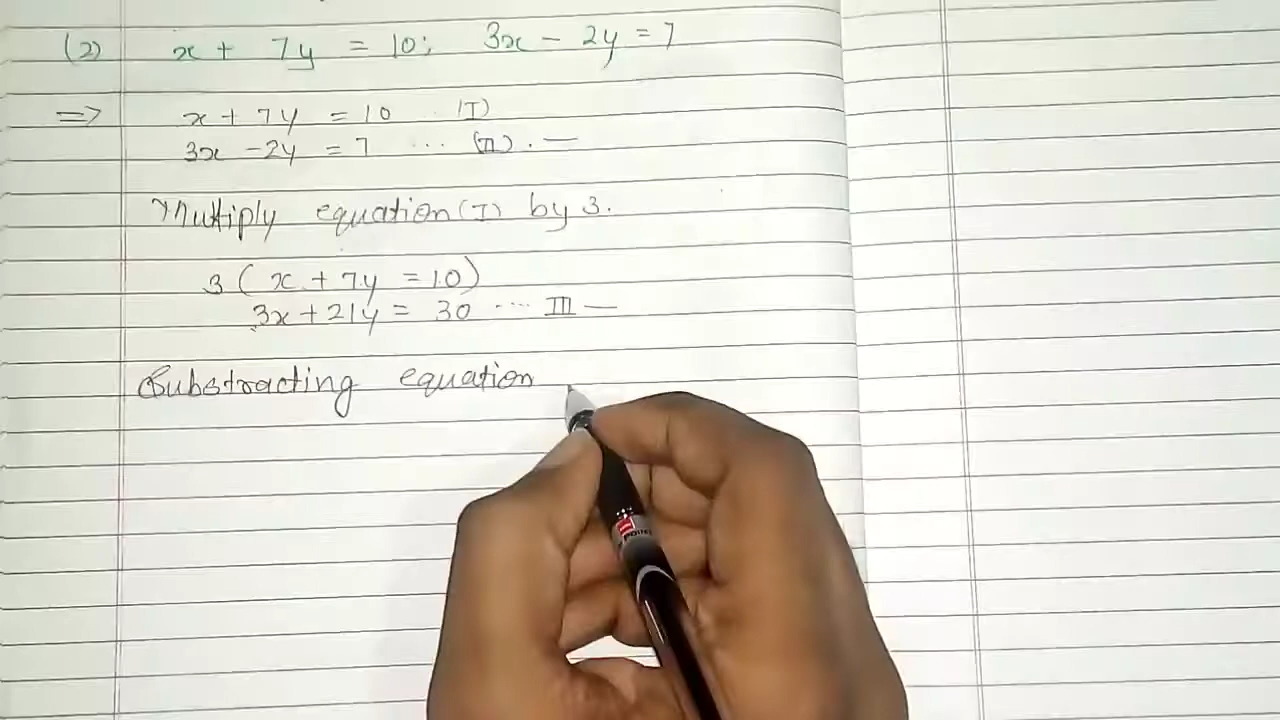 (2) x + 7y = 10; 3x - 2y = 7
=> x + 7y = 10 .. (I)
3x - 2y = 7 ... (II). —
Multiply equation (I) by 3.
3 ( x + 7y = 10)
3x + 21y = 30 .... III —
Substracting equation